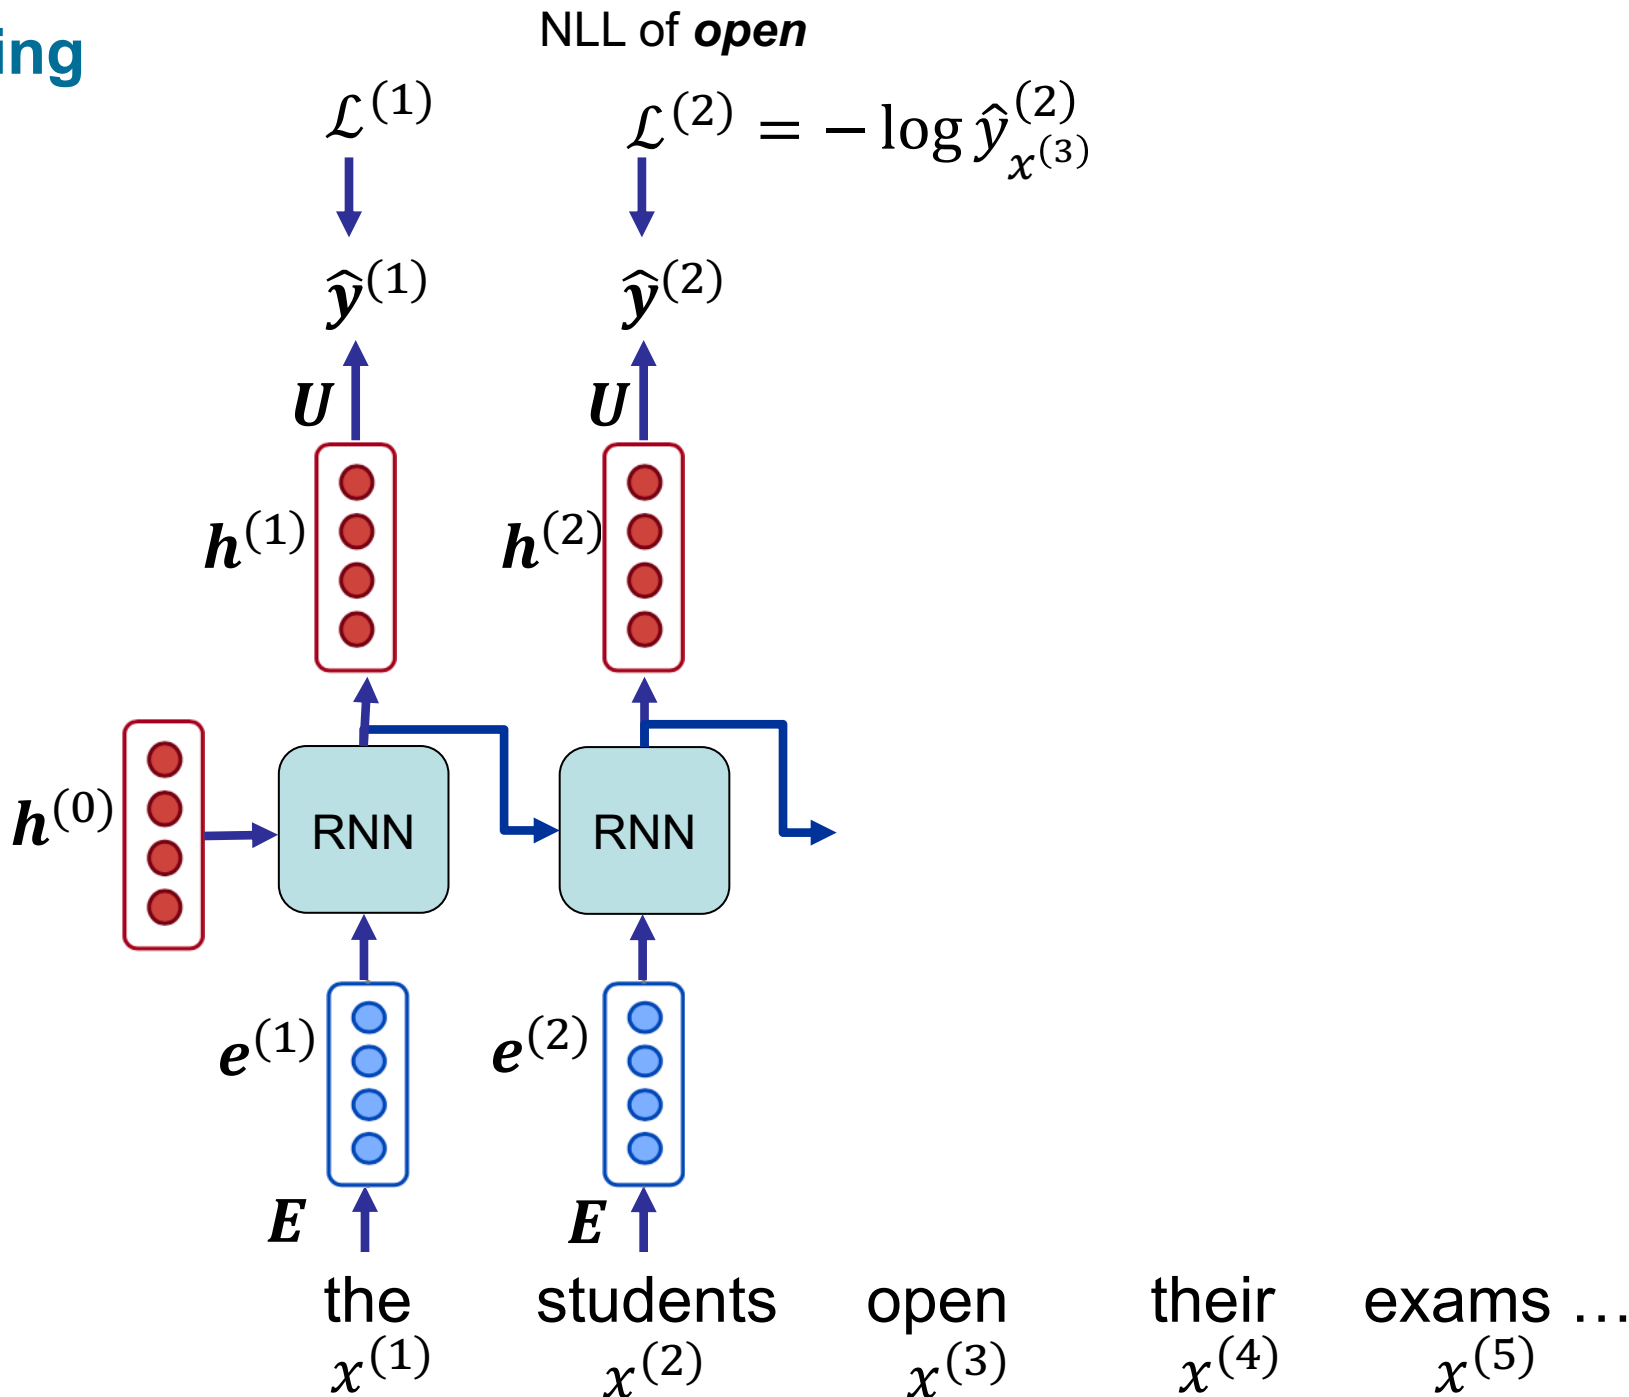 ing
NLL of open
ℒ⁽¹⁾ ℒ⁽²⁾ = − log ŷ⁽²⁾ₓ₍₃₎
ŷ⁽¹⁾ ŷ⁽²⁾
U U
h⁽¹⁾ h⁽²⁾
h⁽⁰⁾ RNN RNN
e⁽¹⁾ e⁽²⁾
E E
the students open their exams …
x⁽¹⁾ x⁽²⁾ x⁽³⁾ x⁽⁴⁾ x⁽⁵⁾